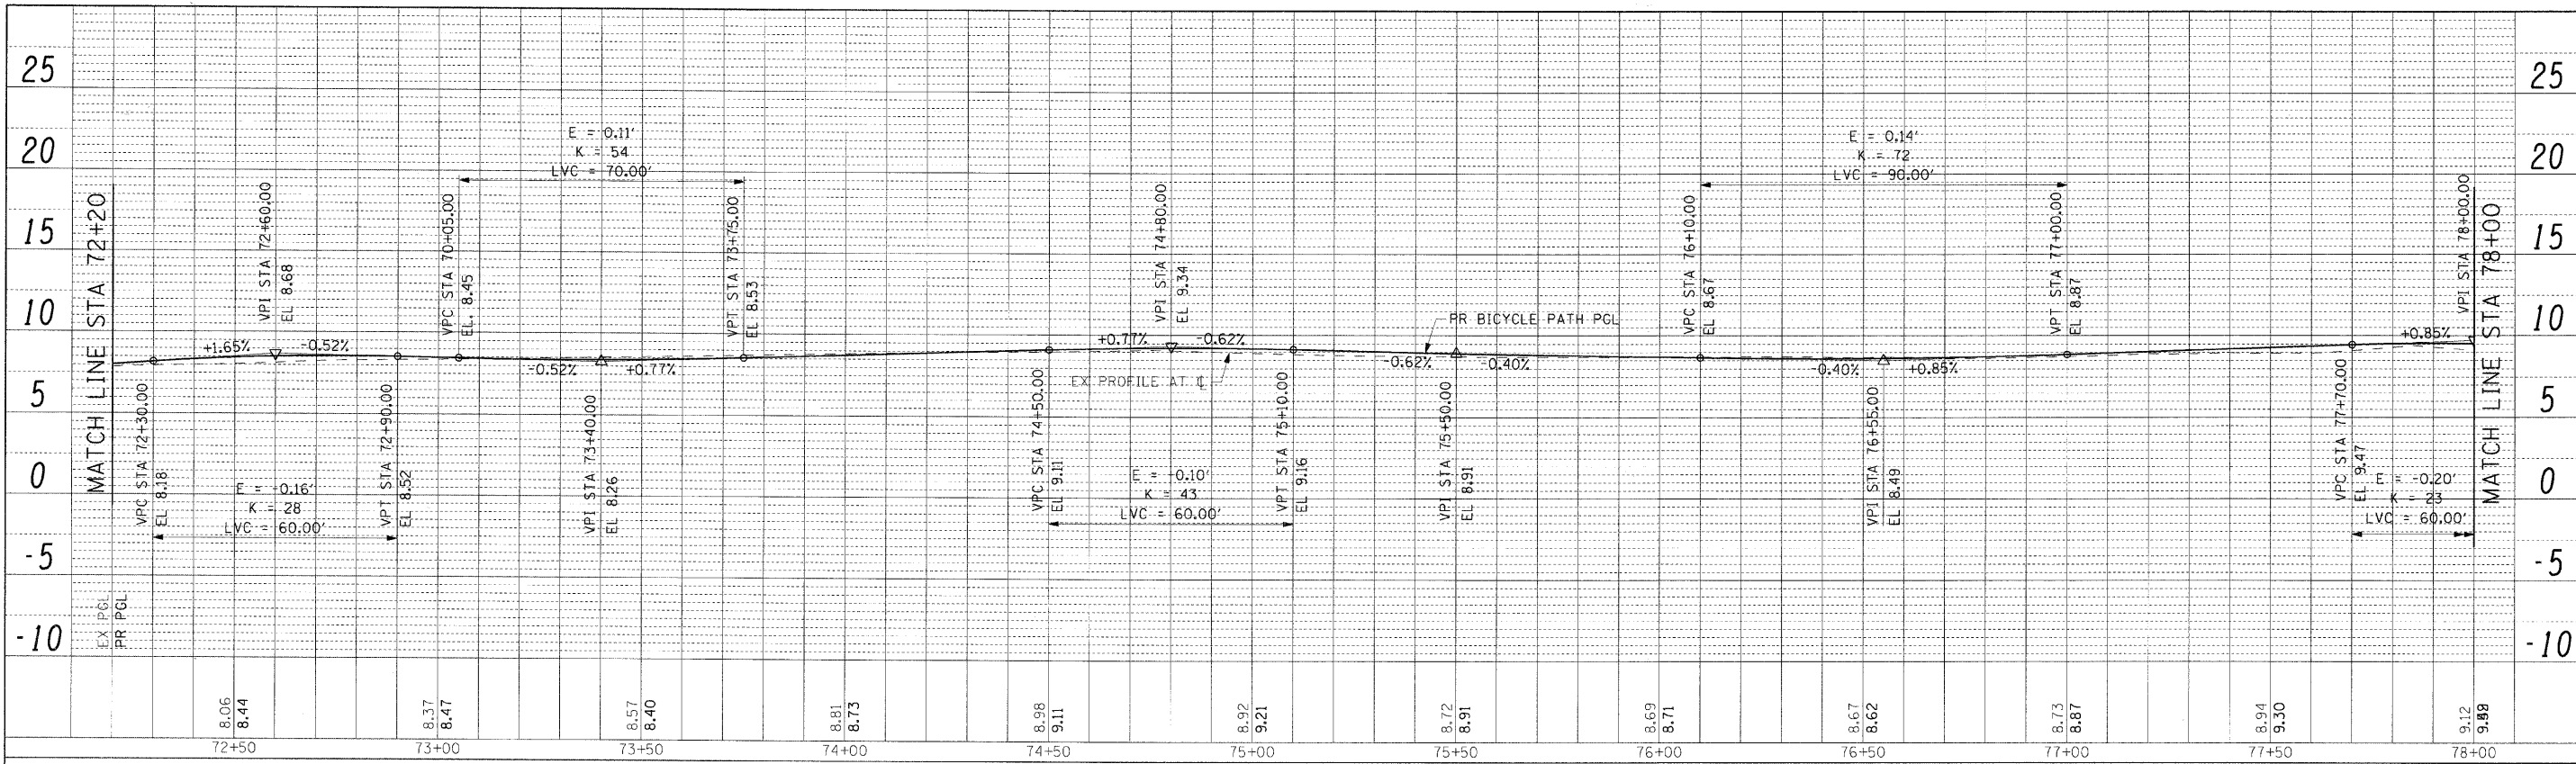 25
20
15
10
5
0
-5
-10
MATCH LINE STA 72+20
EX PGL
PR PGL
VPC STA 72+30.00
EL 8.18
+1.65%
-0.52%
VPI STA 72+60.00
EL 8.68
E = -0.16'
K = 28
LVC = 60.00'
VPT STA 72+90.00
EL 8.52
VPC STA 70+05.00
EL. 8.45
E = 0.11'
K = 54
LVC = 70.00'
-0.52%
+0.77%
VPI STA 73+40.00
EL 8.26
VPT STA 73+75.00
EL 8.53
VPC STA 74+50.00
EL 9.11
+0.77%
-0.62%
VPI STA 74+80.00
EL 9.34
EX PROFILE AT ℄
E = -0.10'
K = 43
LVC = 60.00'
VPT STA 75+10.00
EL 9.16
PR BICYCLE PATH PGL
-0.62%
-0.40%
VPI STA 75+50.00
EL 8.91
VPC STA 76+10.00
EL 8.67
E = 0.14'
K = 72
LVC = 90.00'
-0.40%
+0.85%
VPI STA 76+55.00
EL 8.49
VPT STA 77+00.00
EL 8.87
VPC STA 77+70.00
EL 9.47
E = -0.20'
K = 23
LVC = 60.00'
+0.85%
VPI STA 78+00.00
MATCH LINE STA 78+00
25
20
15
10
5
0
-5
-10
8.06
8.44
8.37
8.47
8.57
8.40
8.81
8.73
8.98
9.11
8.92
9.21
8.72
8.91
8.69
8.71
8.67
8.62
8.73
8.87
8.94
9.30
9.12
72+50
73+00
73+50
74+00
74+50
75+00
75+50
76+00
76+50
77+00
77+50
78+00